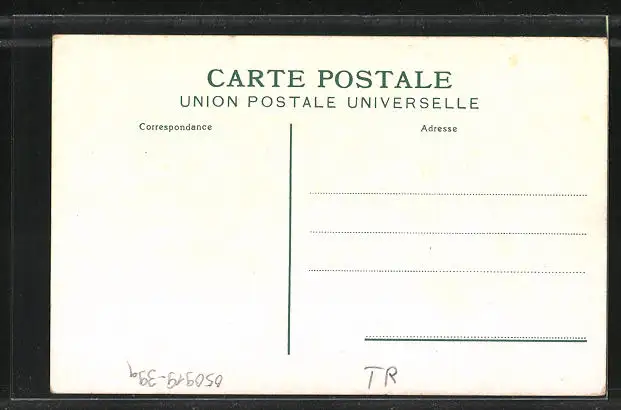 CARTE POSTALE
UNION POSTALE UNIVERSELLE
Correspondance
Adresse
TR